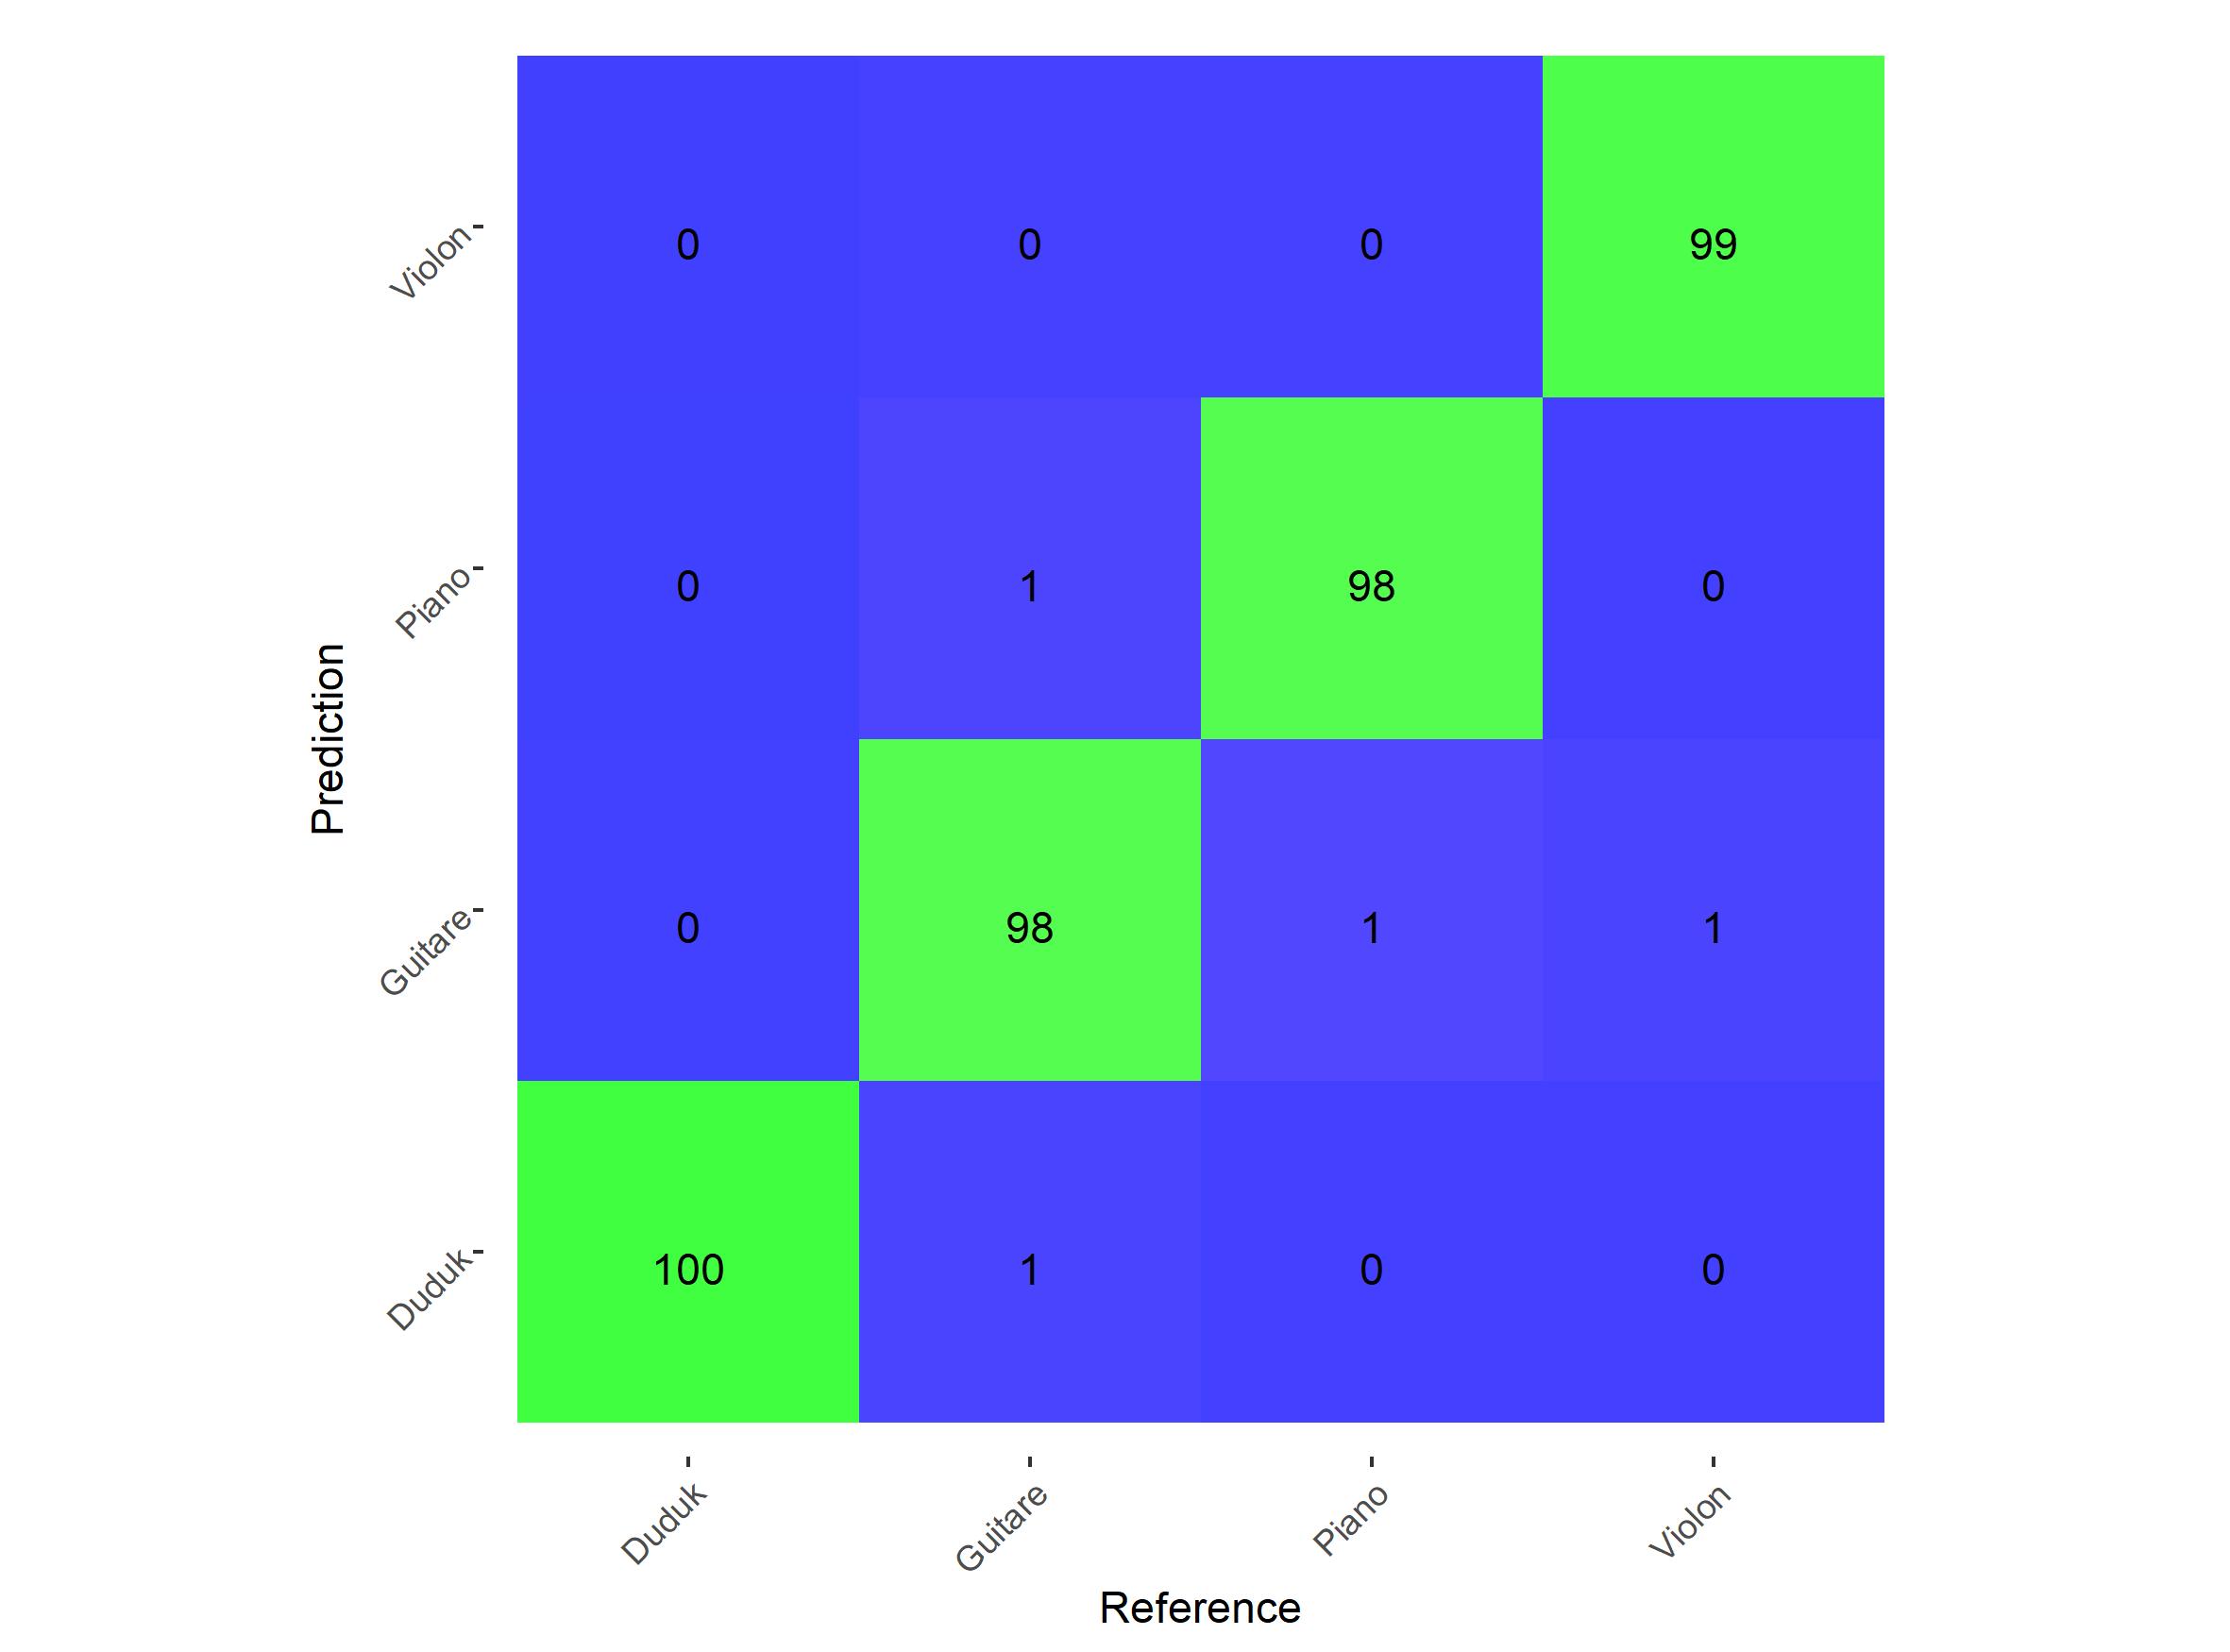 Violon
0 0 0 99
Piano
0 1 98 0
Prediction
Guitare
0 98 1 1
Duduk
100 1 0 0
Duduk Guitare Piano Violon
Reference